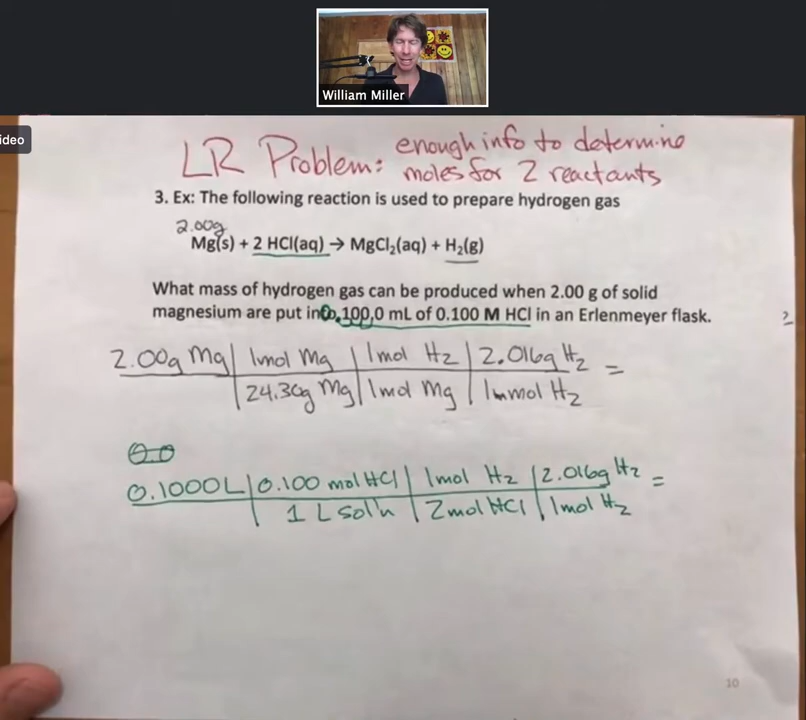 William Miller
ideo
LR Problem: enough info to determine
moles for 2 reactants
3. Ex: The following reaction is used to prepare hydrogen gas
2.00g
Mg(s) + 2 HCl(aq) → MgCl₂(aq) + H₂(g)
What mass of hydrogen gas can be produced when 2.00 g of solid
magnesium are put into 100.0 mL of 0.100 M HCl in an Erlenmeyer flask.
?
2.00g Mg | 1mol Mg | 1mol H₂ | 2.016g H₂ =
24.30g Mg | 1mol Mg | 1 mol H₂
0.1000L | 0.100 mol HCl | 1mol H₂ | 2.016g H₂ =
1 L sol'n | 2mol HCl | 1mol H₂
10